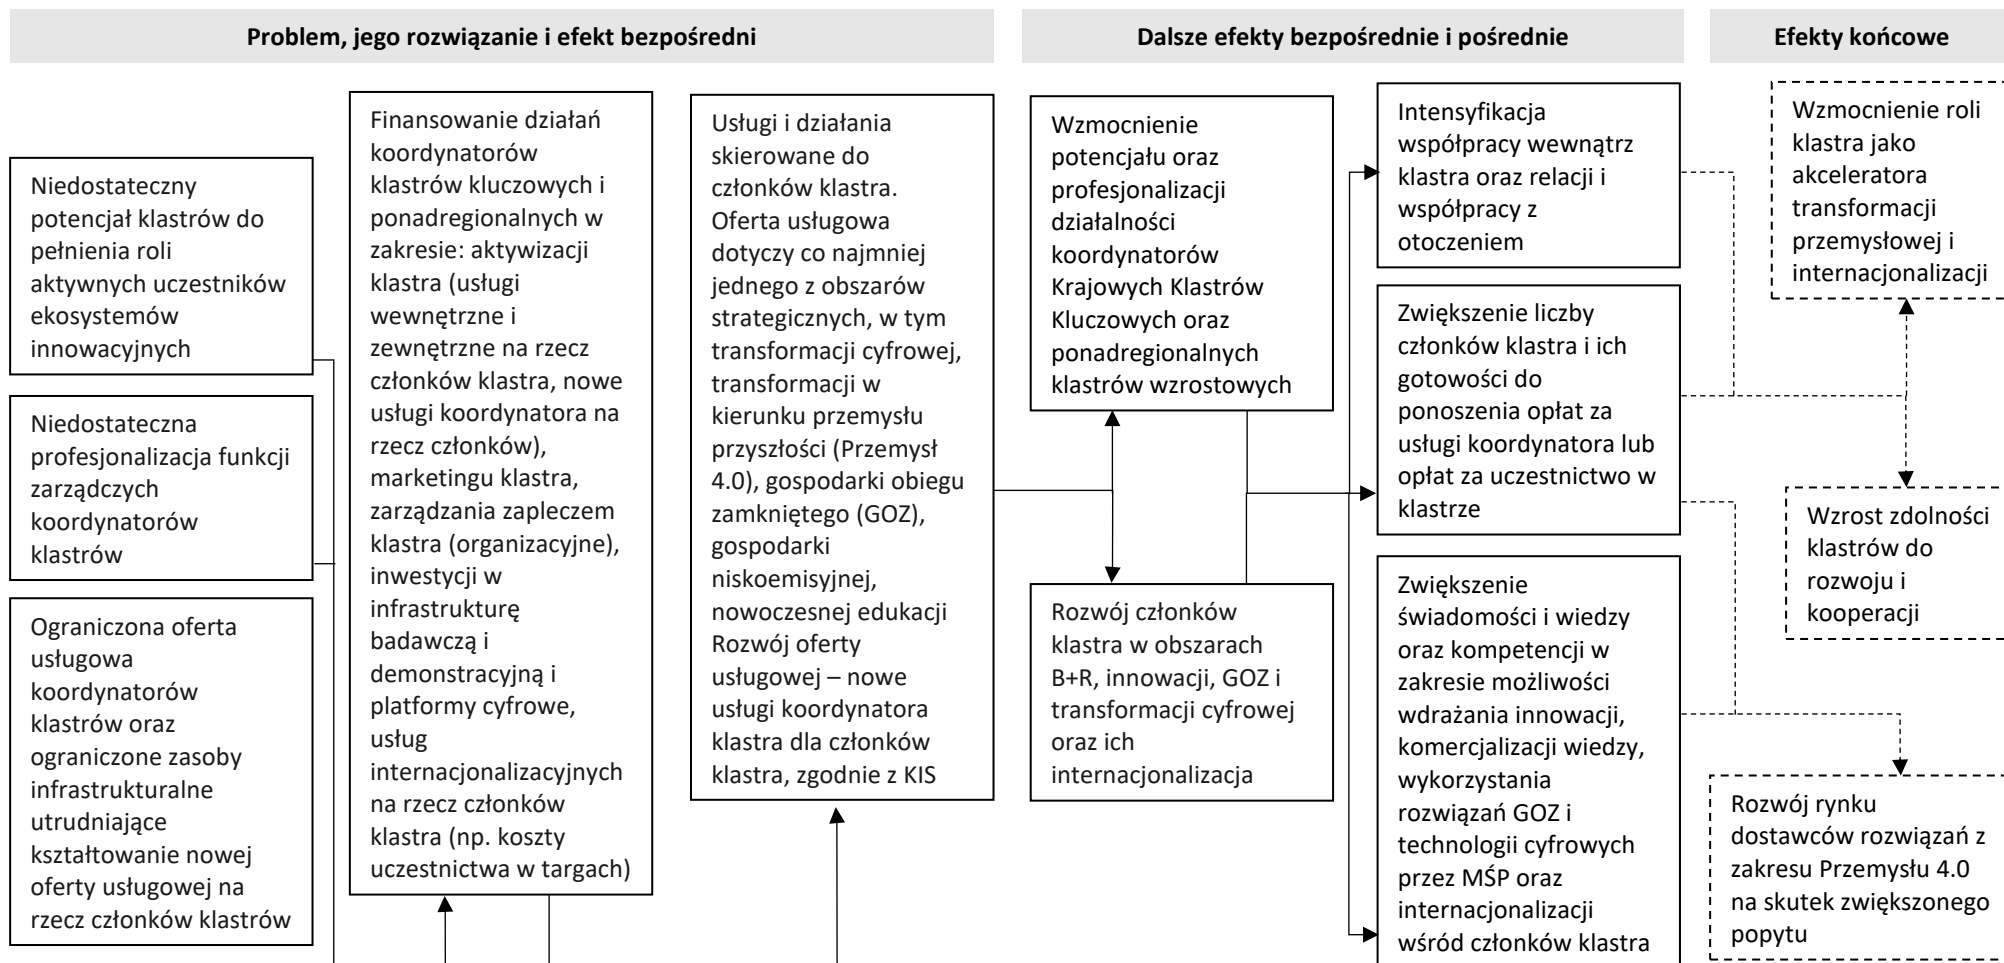 Problem, jego rozwiązanie i efekt bezpośredni
Dalsze efekty bezpośrednie i pośrednie
Efekty końcowe
Niedostateczny
potencjał klastrów do
pełnienia roli
aktywnych uczestników
ekosystemów
innowacyjnych
Niedostateczna
profesjonalizacja funkcji
zarządczych
koordynatorów
klastrów
Ograniczona oferta
usługowa
koordynatorów
klastrów oraz
ograniczone zasoby
infrastrukturalne
utrudniające
kształtowanie nowej
oferty usługowej na
rzecz członków klastrów
Finansowanie działań
koordynatorów
klastrów kluczowych i
ponadregionalnych w
zakresie: aktywizacji
klastra (usługi
wewnętrzne i
zewnętrzne na rzecz
członków klastra, nowe
usługi koordynatora na
rzecz członków),
marketingu klastra,
zarządzania zapleczem
klastra (organizacyjne),
inwestycji w
infrastrukturę
badawczą i
demonstracyjną i
platformy cyfrowe,
usług
internacjonalizacyjnych
na rzecz członków
klastra (np. koszty
uczestnictwa w targach)
Usługi i działania
skierowane do
członków klastra.
Oferta usługowa
dotyczy co najmniej
jednego z obszarów
strategicznych, w tym
transformacji cyfrowej,
transformacji w
kierunku przemysłu
przyszłości (Przemysł
4.0), gospodarki obiegu
zamkniętego (GOZ),
gospodarki
niskoemisyjnej,
nowoczesnej edukacji
Rozwój oferty
usługowej – nowe
usługi koordynatora
klastra dla członków
klastra, zgodnie z KIS
Wzmocnienie
potencjału oraz
profesjonalizacji
działalności
koordynatorów
Krajowych Klastrów
Kluczowych oraz
ponadregionalnych
klastrów wzrostowych
Rozwój członków
klastra w obszarach
B+R, innowacji, GOZ i
transformacji cyfrowej
oraz ich
internacjonalizacja
Intensyfikacja
współpracy wewnątrz
klastra oraz relacji i
współpracy z
otoczeniem
Zwiększenie liczby
członków klastra i ich
gotowości do
ponoszenia opłat za
usługi koordynatora lub
opłat za uczestnictwo w
klastrze
Zwiększenie
świadomości i wiedzy
oraz kompetencji w
zakresie możliwości
wdrażania innowacji,
komercjalizacji wiedzy,
wykorzystania
rozwiązań GOZ i
technologii cyfrowych
przez MŚP oraz
internacjonalizacji
wśród członków klastra
Wzmocnienie roli
klastra jako
akceleratora
transformacji
przemysłowej i
internacjonalizacji
Wzrost zdolności
klastrów do
rozwoju i
kooperacji
Rozwój rynku
dostawców rozwiązań z
zakresu Przemysłu 4.0
na skutek zwiększonego
popytu